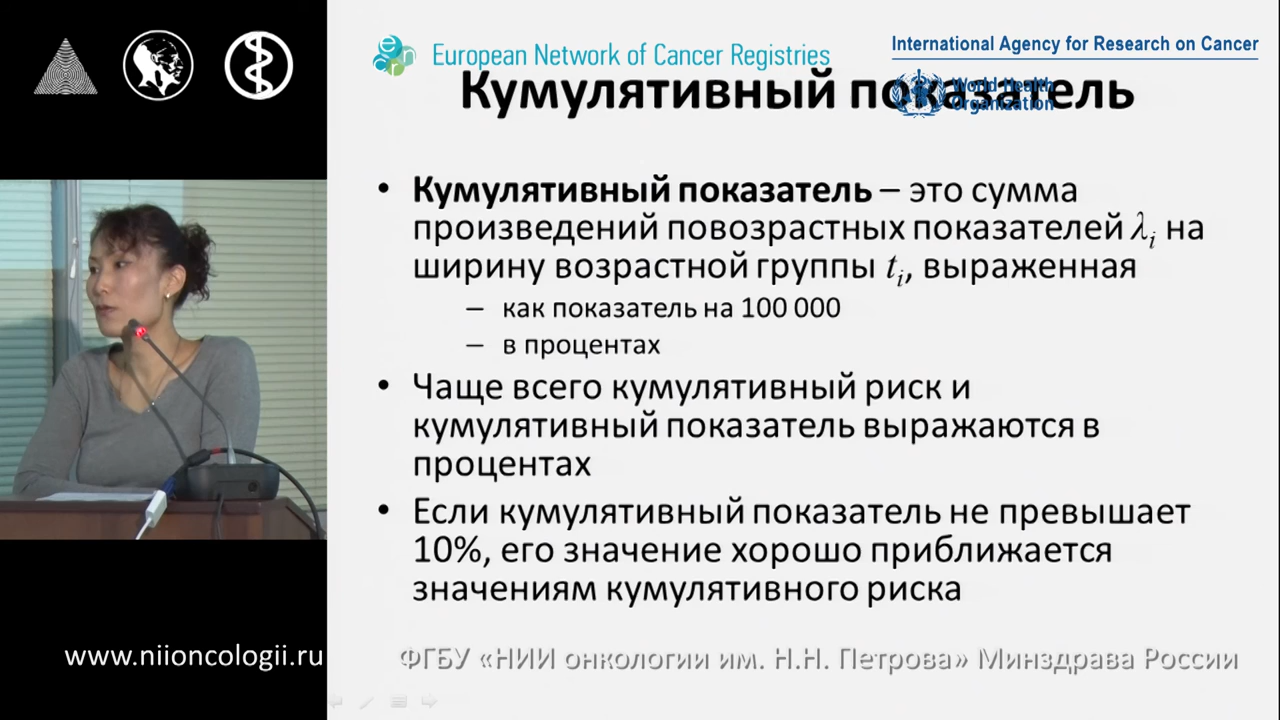 European Network of Cancer Registries
International Agency for Research on Cancer
World Health
Organization
Кумулятивный показатель
• Кумулятивный показатель – это сумма
произведений повозрастных показателей λi на
ширину возрастной группы ti, выраженная
– как показатель на 100 000
– в процентах
• Чаще всего кумулятивный риск и
кумулятивный показатель выражаются в
процентах
• Если кумулятивный показатель не превышает
10%, его значение хорошо приближается
значениям кумулятивного риска
www.niioncologii.ru
ФГБУ «НИИ онкологии им. Н.Н. Петрова» Минздрава России